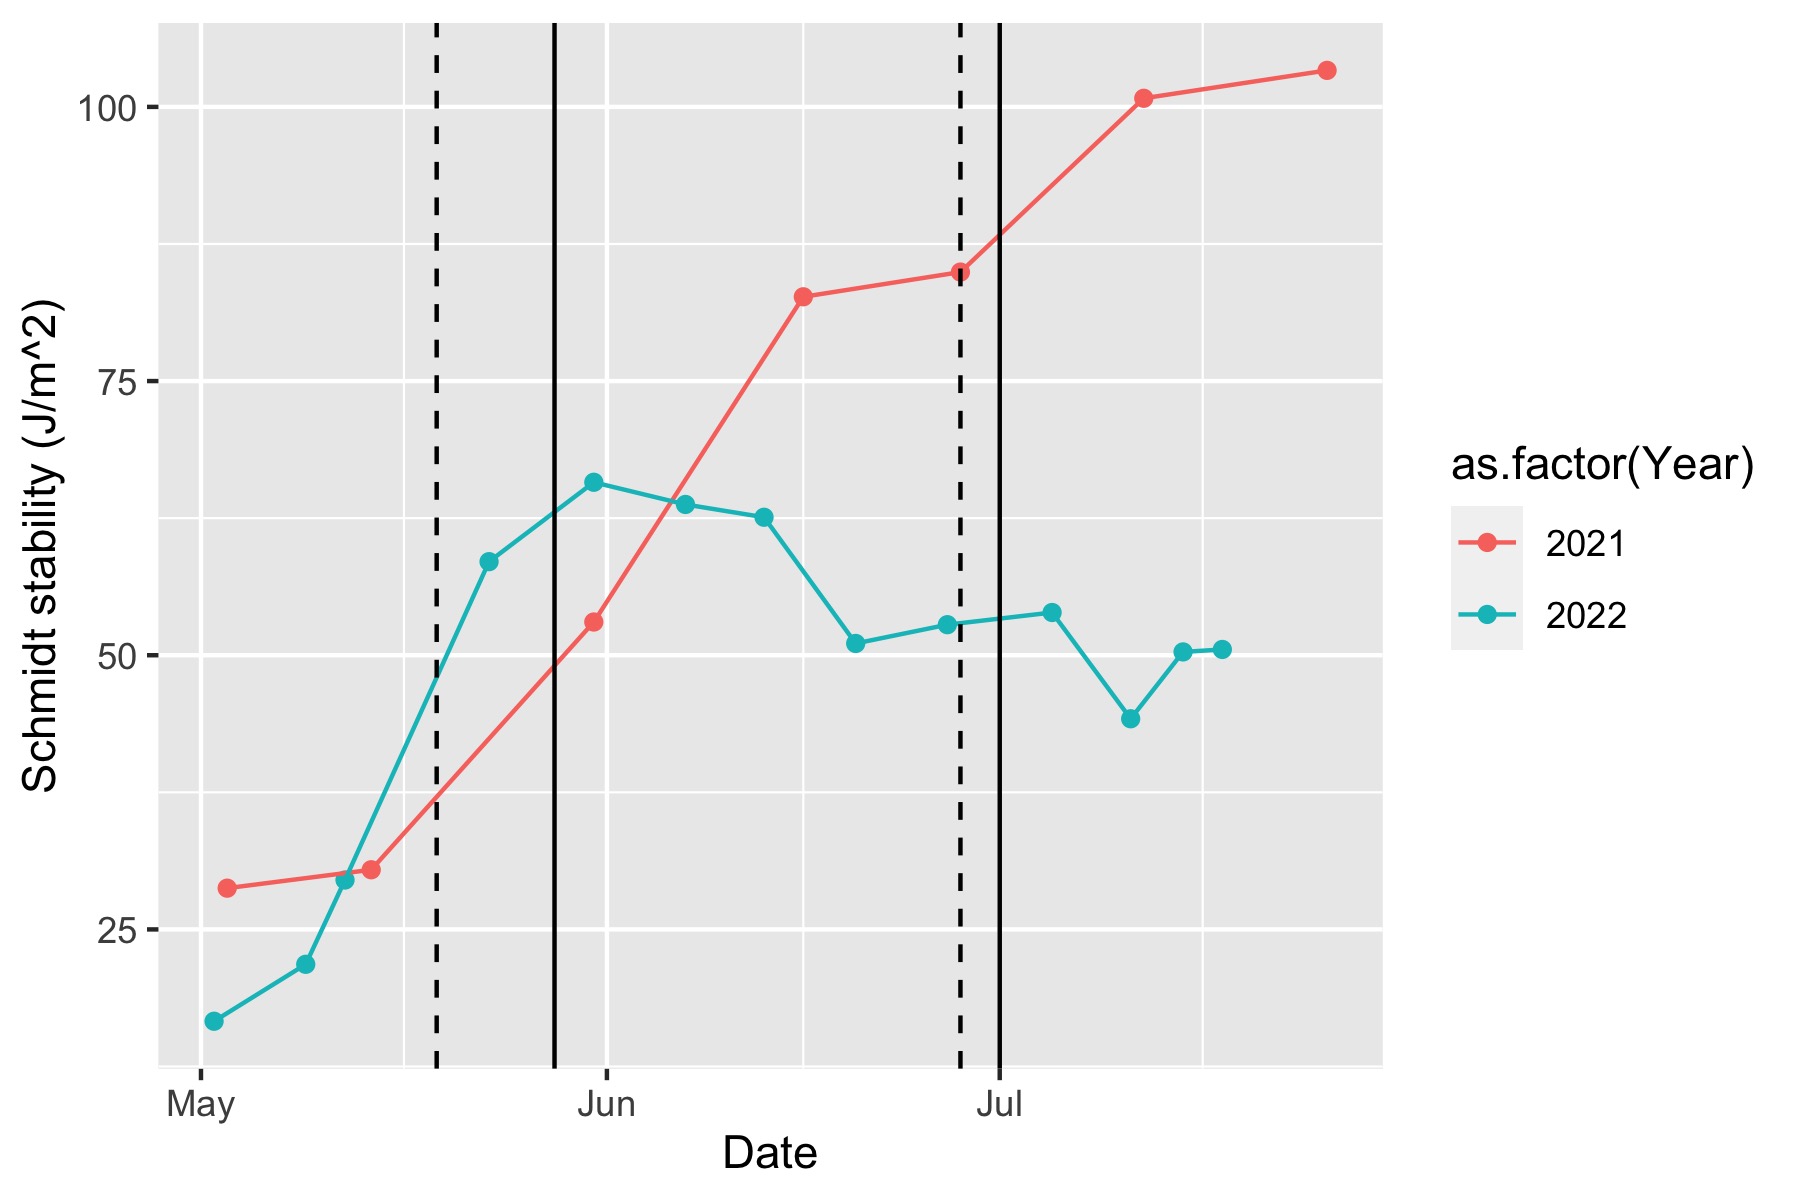 100
75
50
25
Schmidt stability (J/m^2)
May
Jun
Jul
Date
as.factor(Year)
2021
2022